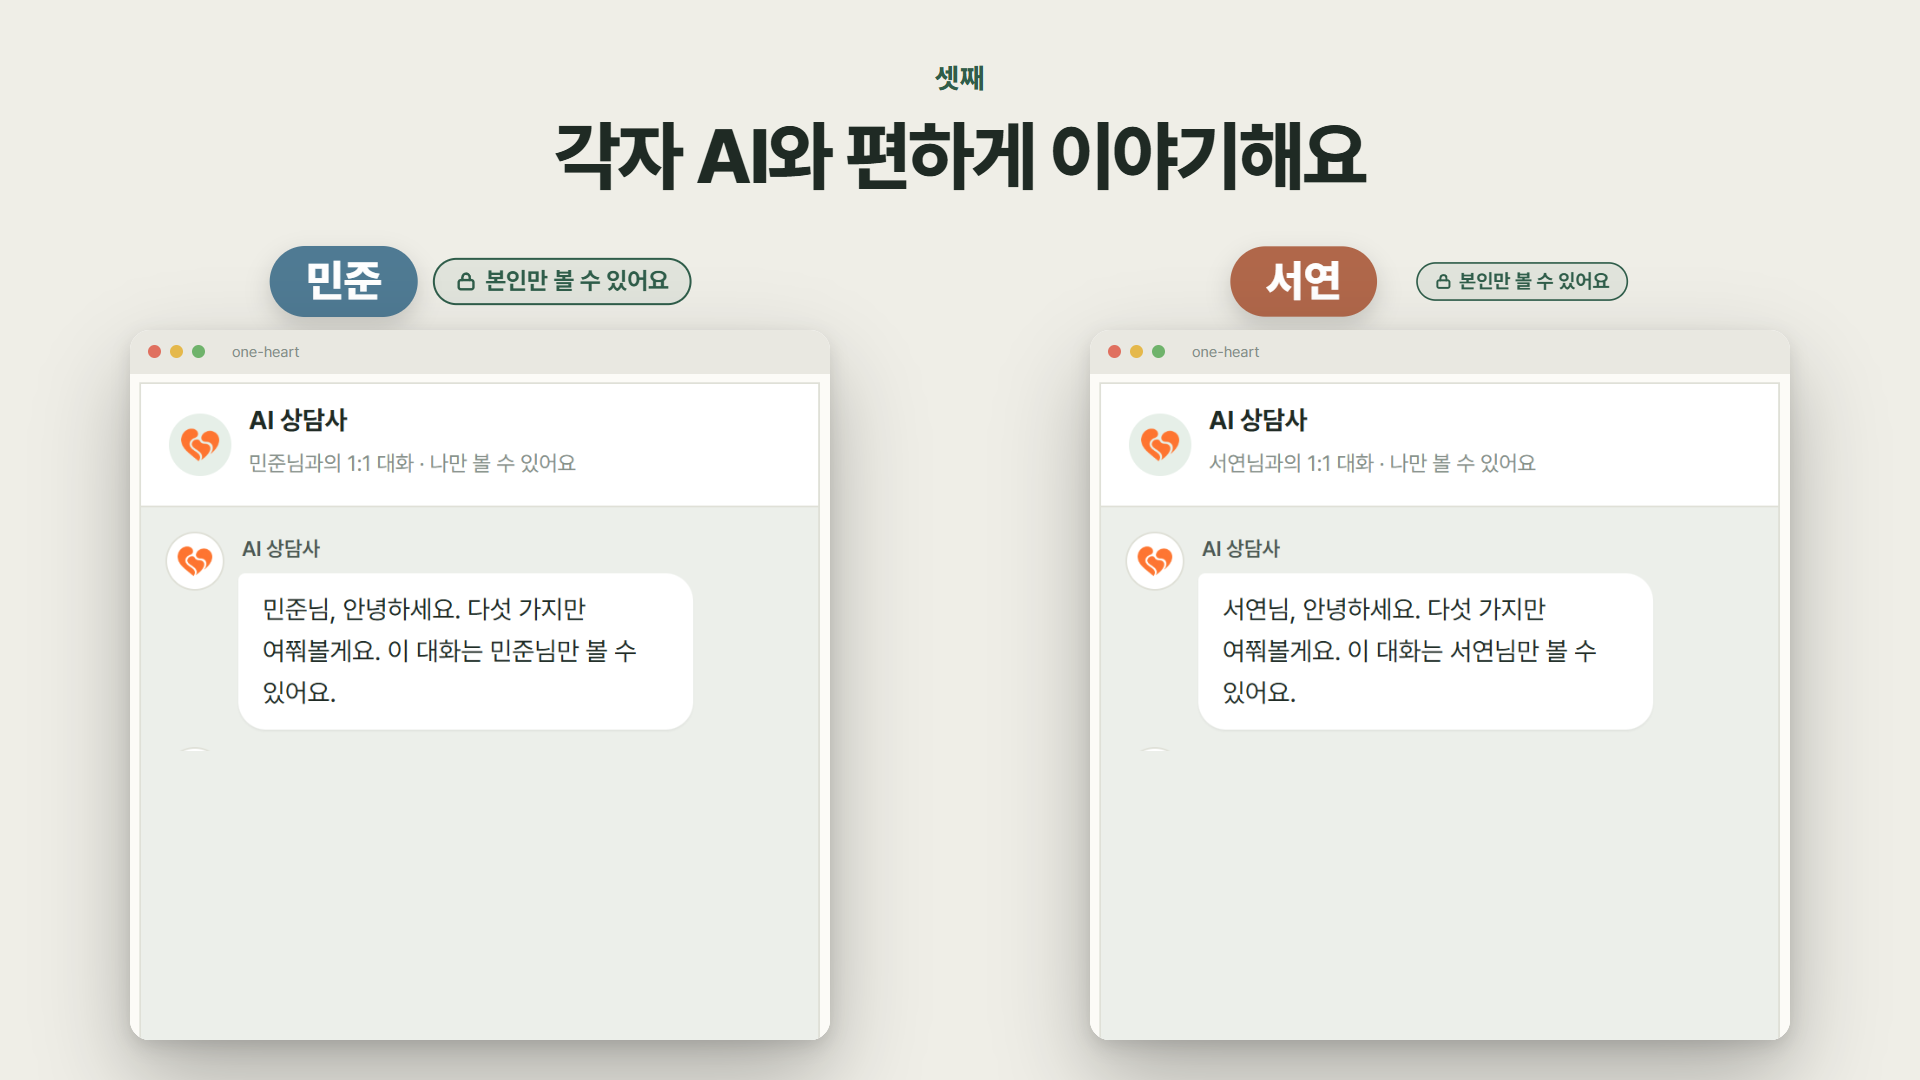 셋째
각자 AI와 편하게 이야기해요
민준
본인만 볼 수 있어요
one-heart
AI 상담사
민준님과의 1:1 대화 · 나만 볼 수 있어요
AI 상담사
민준님, 안녕하세요. 다섯 가지만
여쭤볼게요. 이 대화는 민준님만 볼 수
있어요.
서연
본인만 볼 수 있어요
one-heart
AI 상담사
서연님과의 1:1 대화 · 나만 볼 수 있어요
AI 상담사
서연님, 안녕하세요. 다섯 가지만
여쭤볼게요. 이 대화는 서연님만 볼 수
있어요.